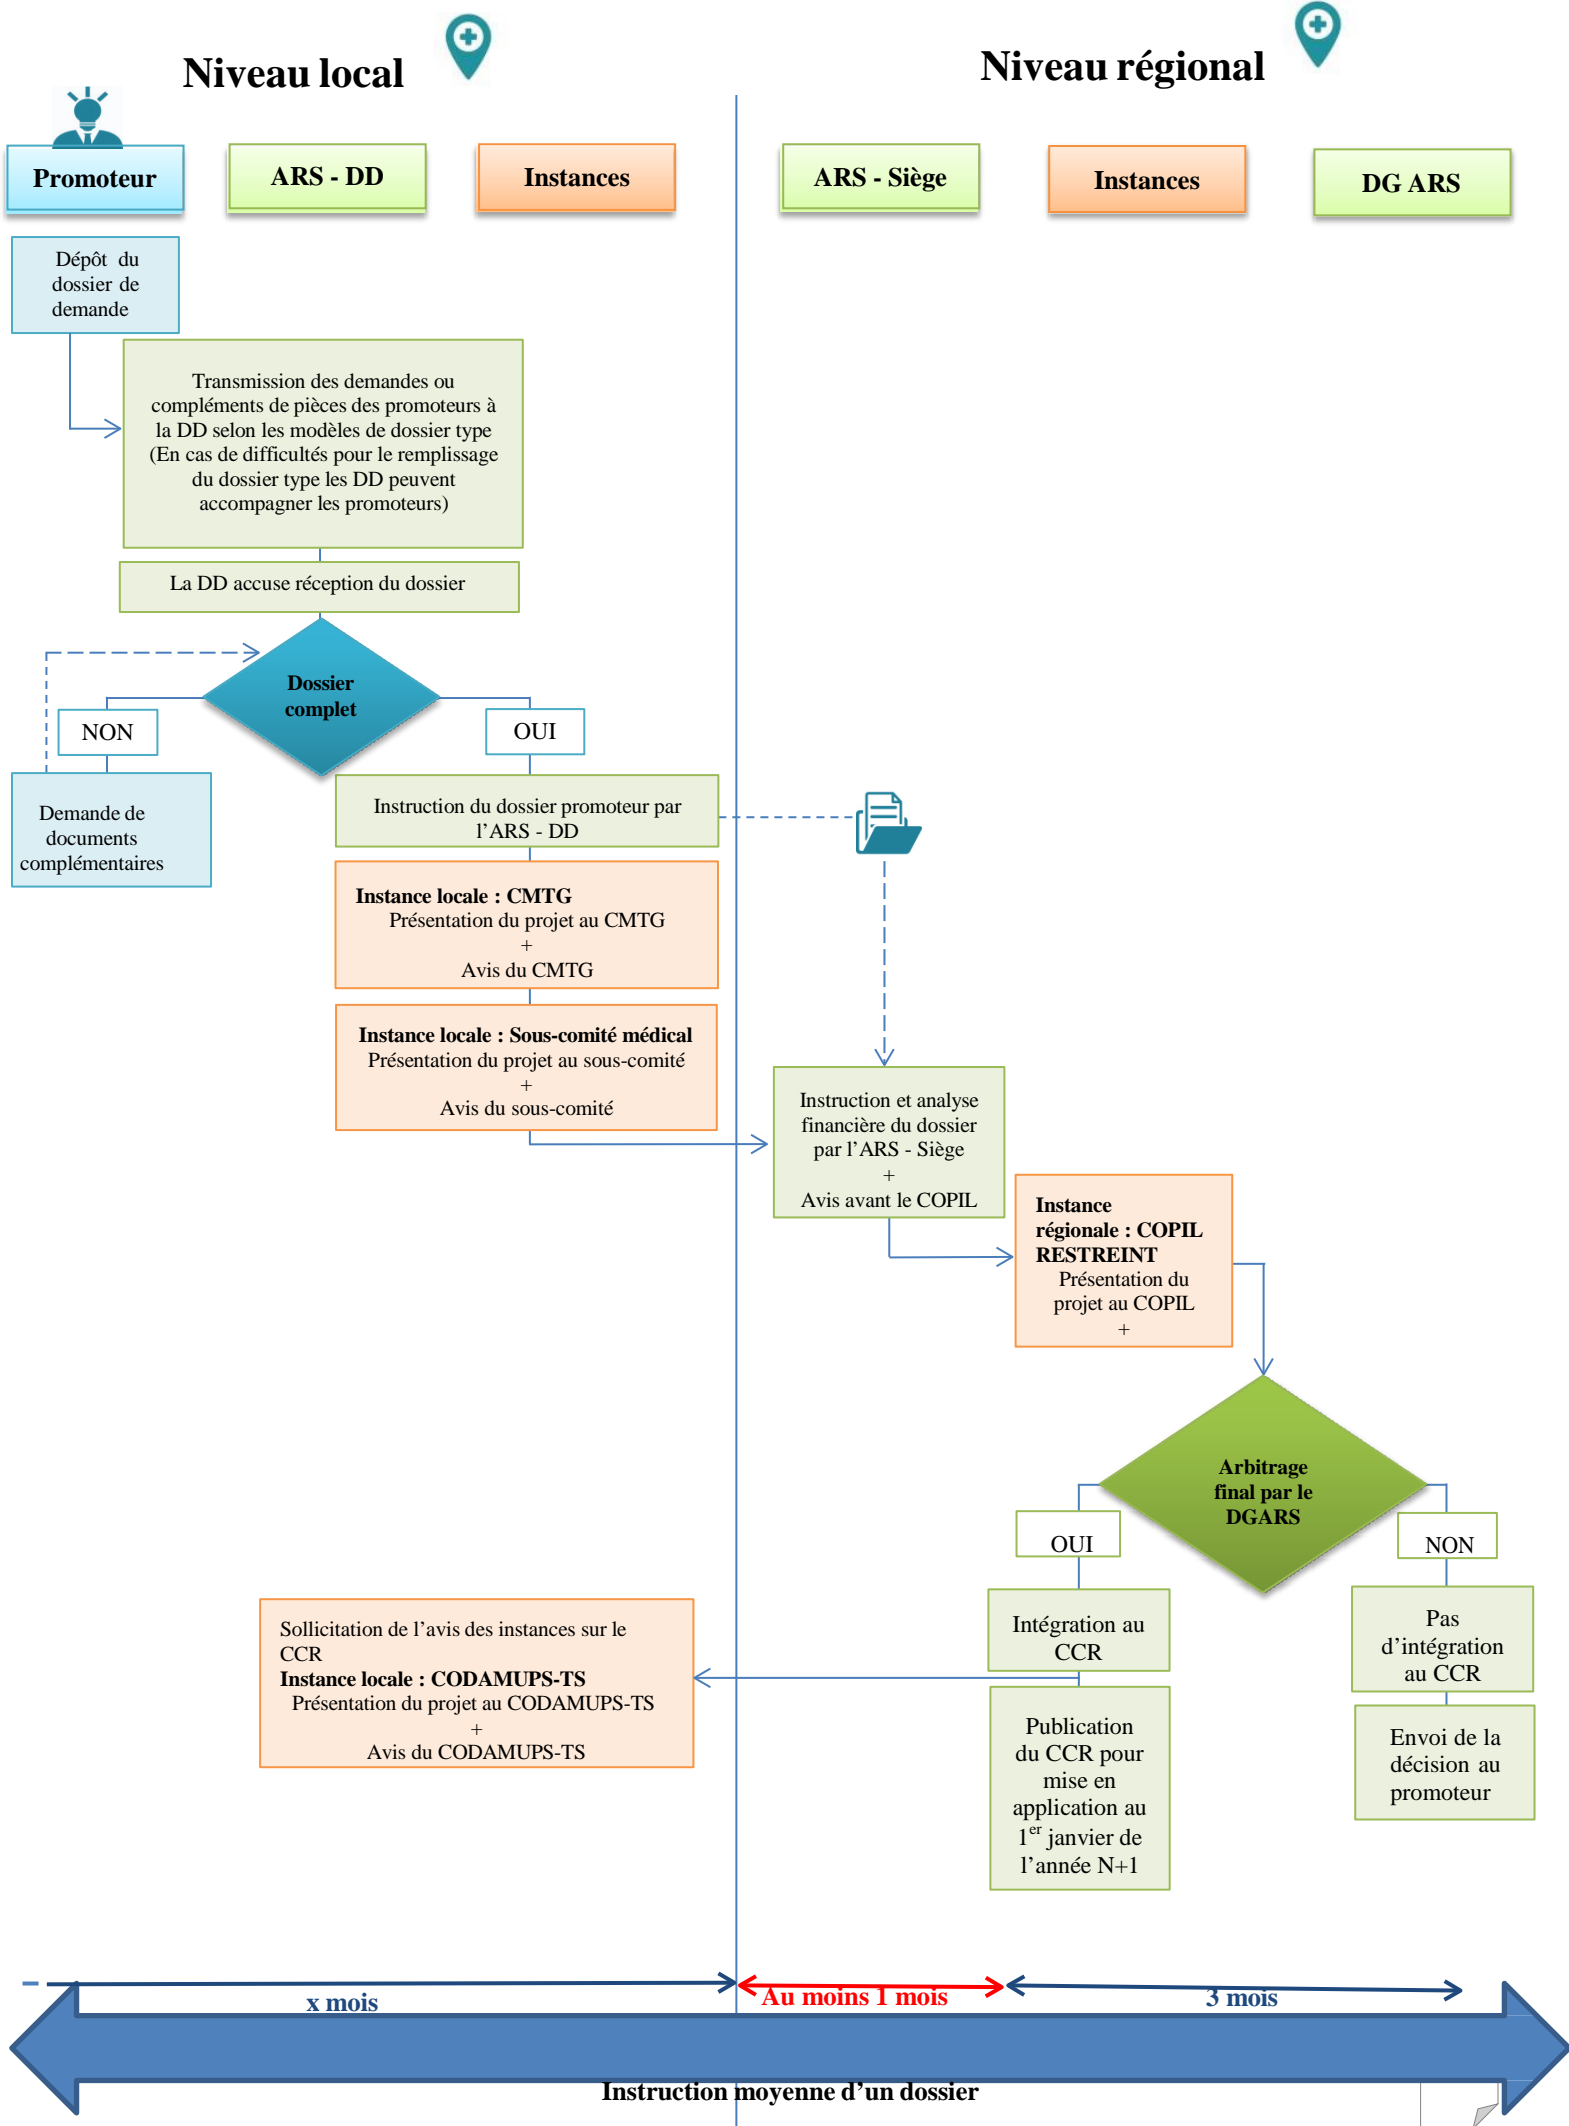 Niveau local
Niveau régional
Promoteur
ARS - DD
Instances
ARS - Siège
Instances
DG ARS
Dépôt du
dossier de
demande
Transmission des demandes ou
compléments de pièces des promoteurs à
la DD selon les modèles de dossier type
(En cas de difficultés pour le remplissage
du dossier type les DD peuvent
accompagner les promoteurs)
La DD accuse réception du dossier
Dossier
complet
NON
OUI
Demande de
documents
complémentaires
Instruction du dossier promoteur par
l’ARS - DD
Instance locale : CMTG
Présentation du projet au CMTG
+
Avis du CMTG
Instance locale : Sous-comité médical
Présentation du projet au sous-comité
+
Avis du sous-comité
Instruction et analyse
financière du dossier
par l’ARS - Siège
+
Avis avant le COPIL
Instance
régionale : COPIL
RESTREINT
Présentation du
projet au COPIL
+
Arbitrage
final par le
DGARS
OUI
NON
Intégration au
CCR
Pas
d’intégration
au CCR
Sollicitation de l’avis des instances sur le
CCR
Instance locale : CODAMUPS-TS
Présentation du projet au CODAMUPS-TS
+
Avis du CODAMUPS-TS
Publication
du CCR pour
mise en
application au
1er janvier de
l’année N+1
Envoi de la
décision au
promoteur
x mois
Au moins 1 mois
3 mois
Instruction moyenne d’un dossier